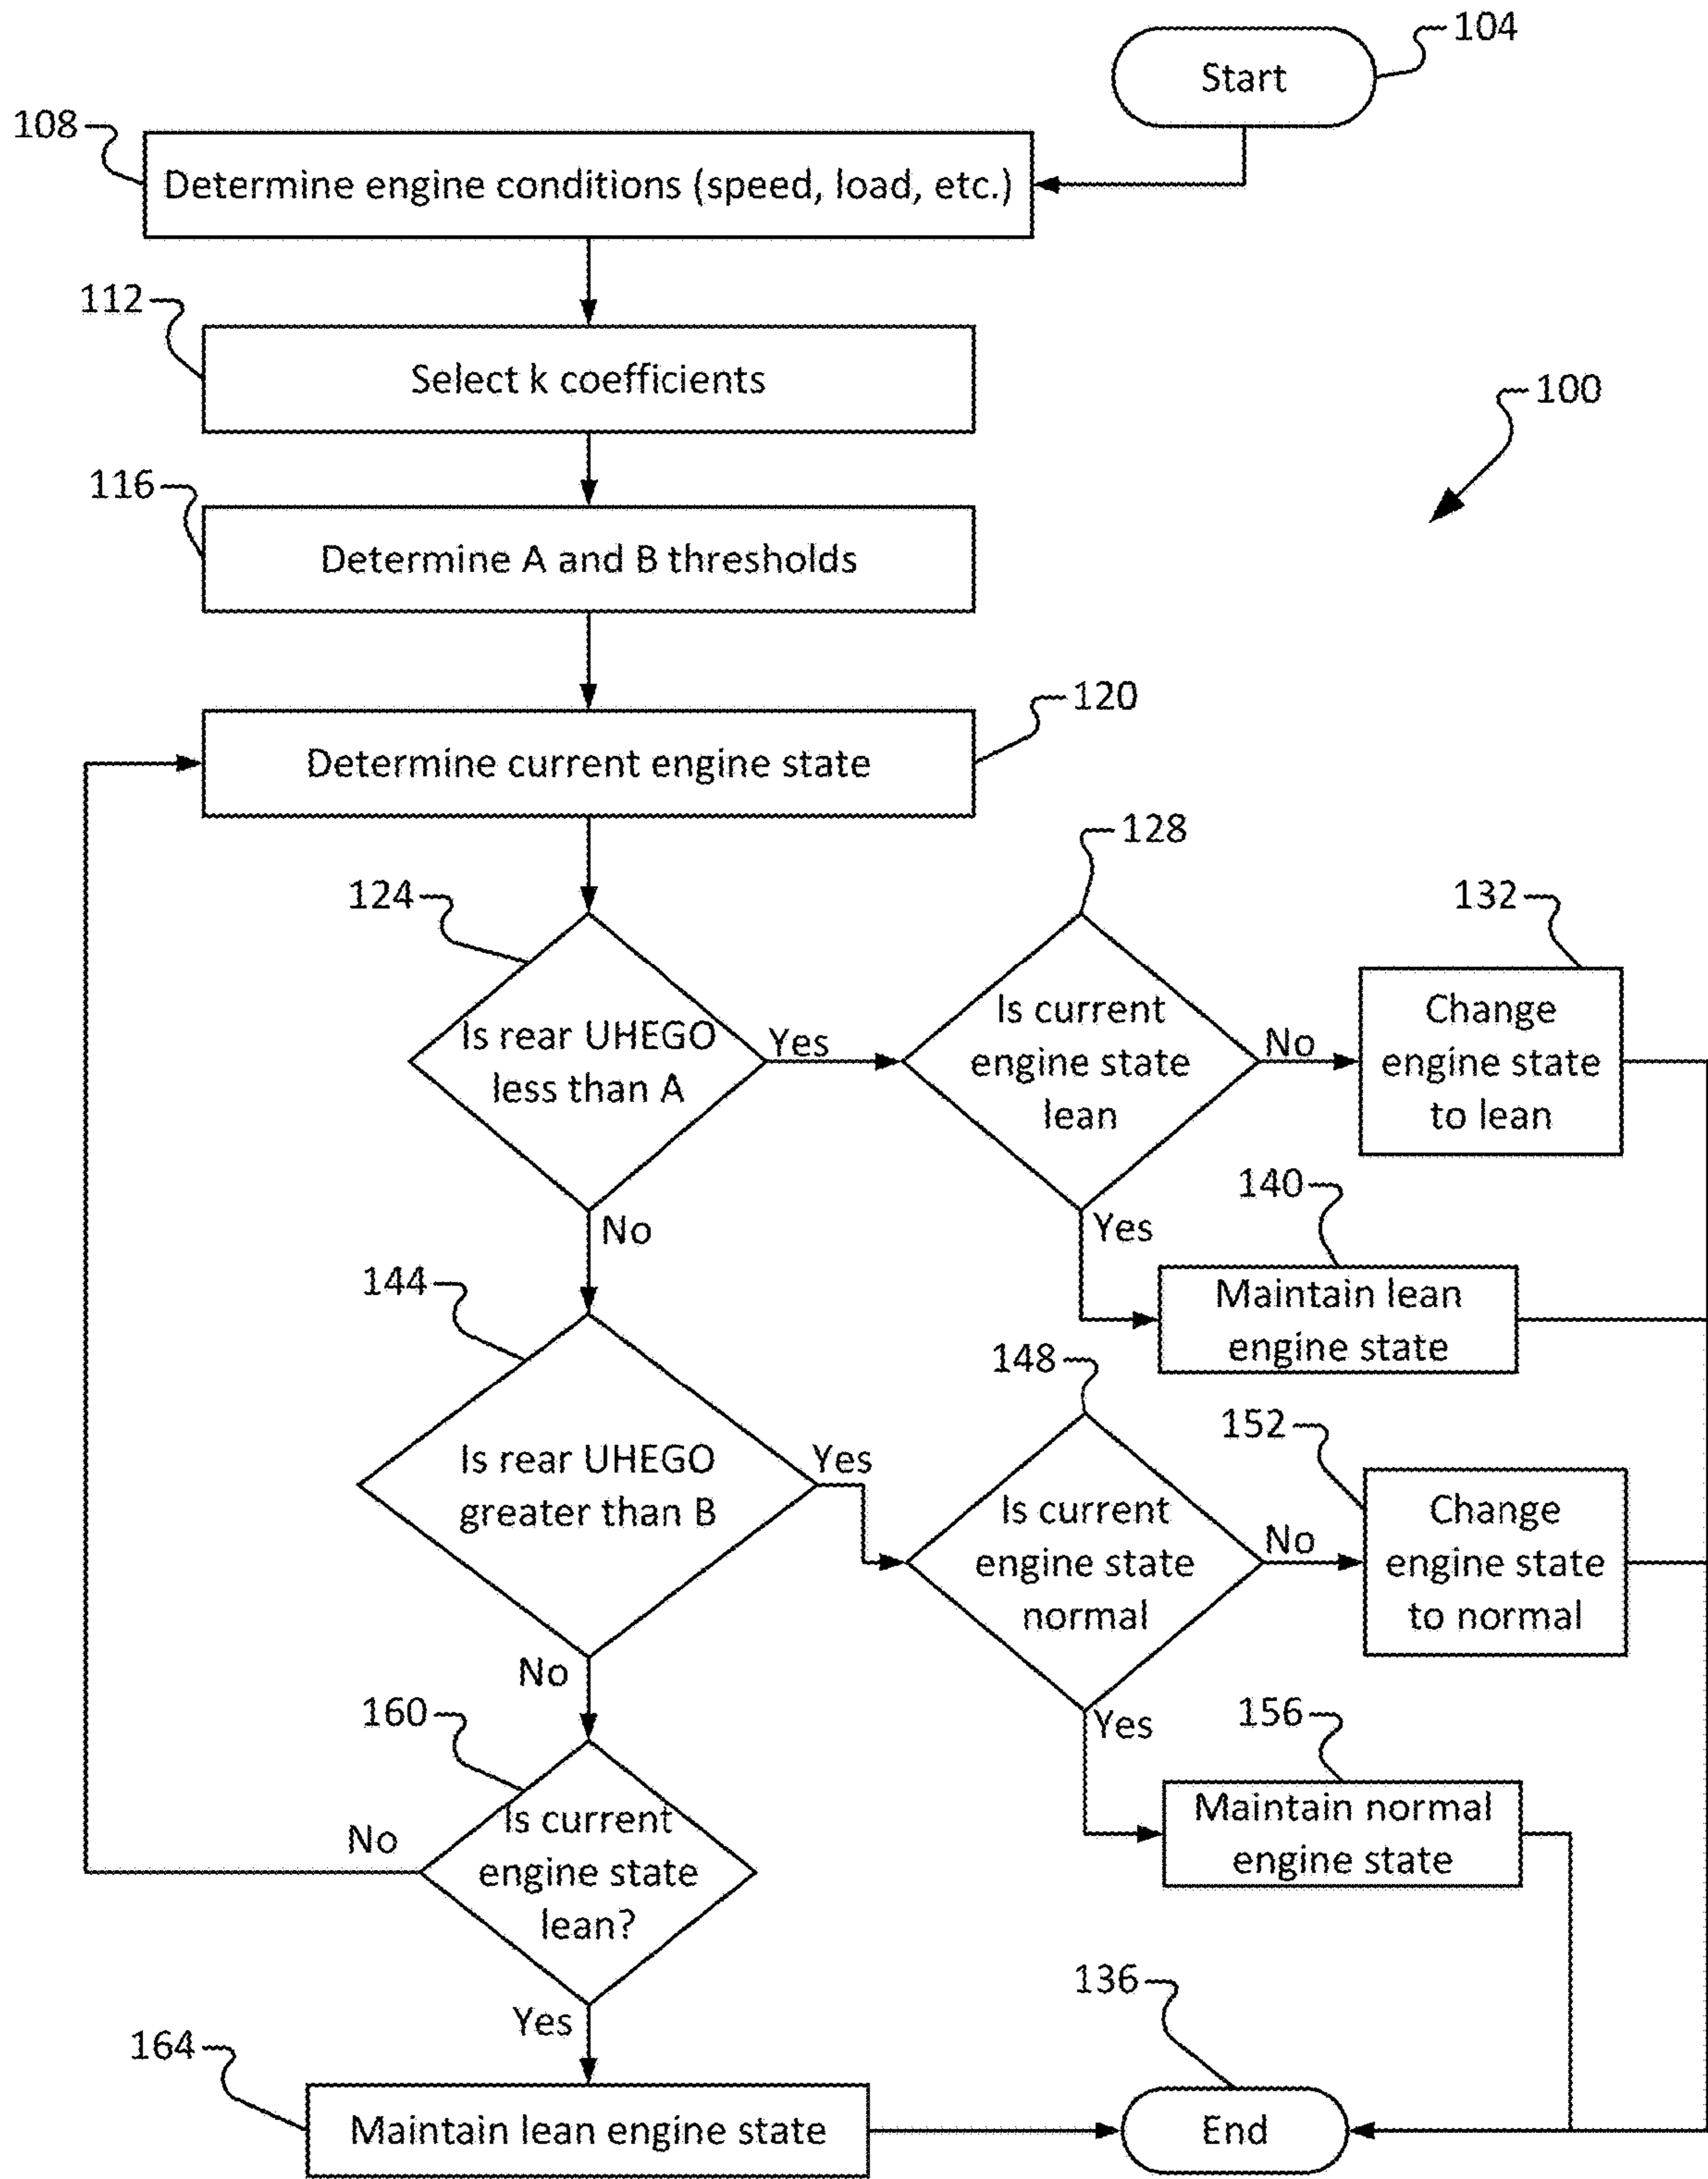 104
Start
108
Determine engine conditions (speed, load, etc.)
112
Select k coefficients
100
116
Determine A and B thresholds
120
Determine current engine state
128
124
132
Is rear UHEGO
less than A
Yes
Is current
engine state
lean
No
Change
engine state
to lean
No
Yes
140
Maintain lean
engine state
144
148
152
Is rear UHEGO
greater than B
Yes
Is current
engine state
normal
No
Change
engine state
to normal
No
Yes
160
156
Maintain normal
engine state
Is current
engine state
lean?
No
Yes
136
164
Maintain lean engine state
End